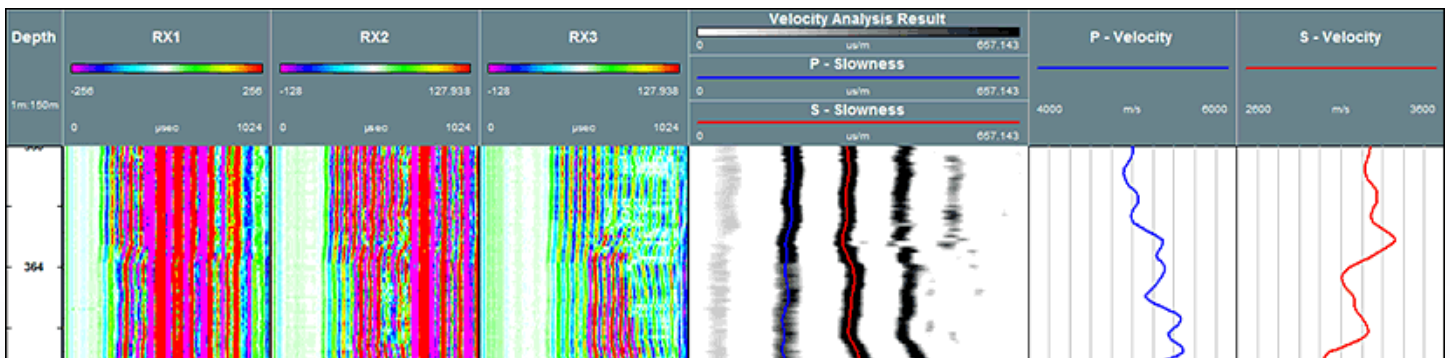 Depth
1m:150m
RX1
-256 256
0 µsec 1024
RX2
-128 127.938
0 µsec 1024
RX3
-128 127.938
0 µsec 1024
Velocity Analysis Result
0 us/m 657.143
P - Slowness
0 us/m 657.143
S - Slowness
0 us/m 657.143
P - Velocity
4000 m/s 6000
S - Velocity
2600 m/s 3600
364